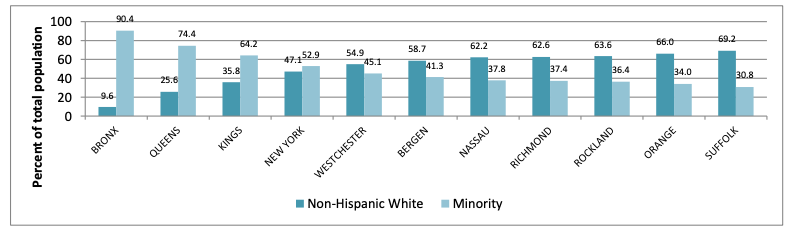 Percent of total population
100
80
60
40
20
0
9.6 90.4
25.6 74.4
35.8 64.2
47.1 52.9
54.9 45.1
58.7 41.3
62.2 37.8
62.6 37.4
63.6 36.4
66.0 34.0
69.2 30.8
BRONX
QUEENS
KINGS
NEW YORK
WESTCHESTER
BERGEN
NASSAU
RICHMOND
ROCKLAND
ORANGE
SUFFOLK
Non-Hispanic White Minority